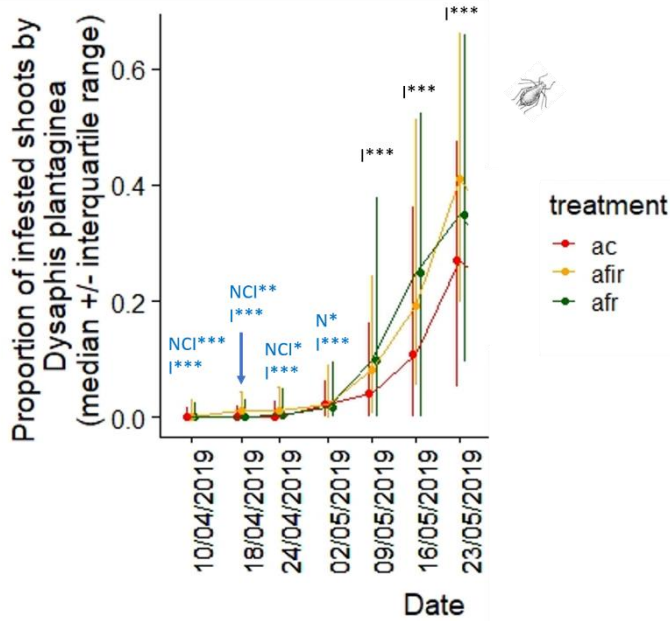 Proportion of infested shoots by
Dysaphis plantaginea
(median +/- interquartile range)
0.6
0.4
0.2
0.0
NCI***
I***
NCI**
I***
NCI*
I***
N*
I***
I***
I***
I***
10/04/2019
18/04/2019
24/04/2019
02/05/2019
09/05/2019
16/05/2019
23/05/2019
Date
treatment
ac
afir
afr